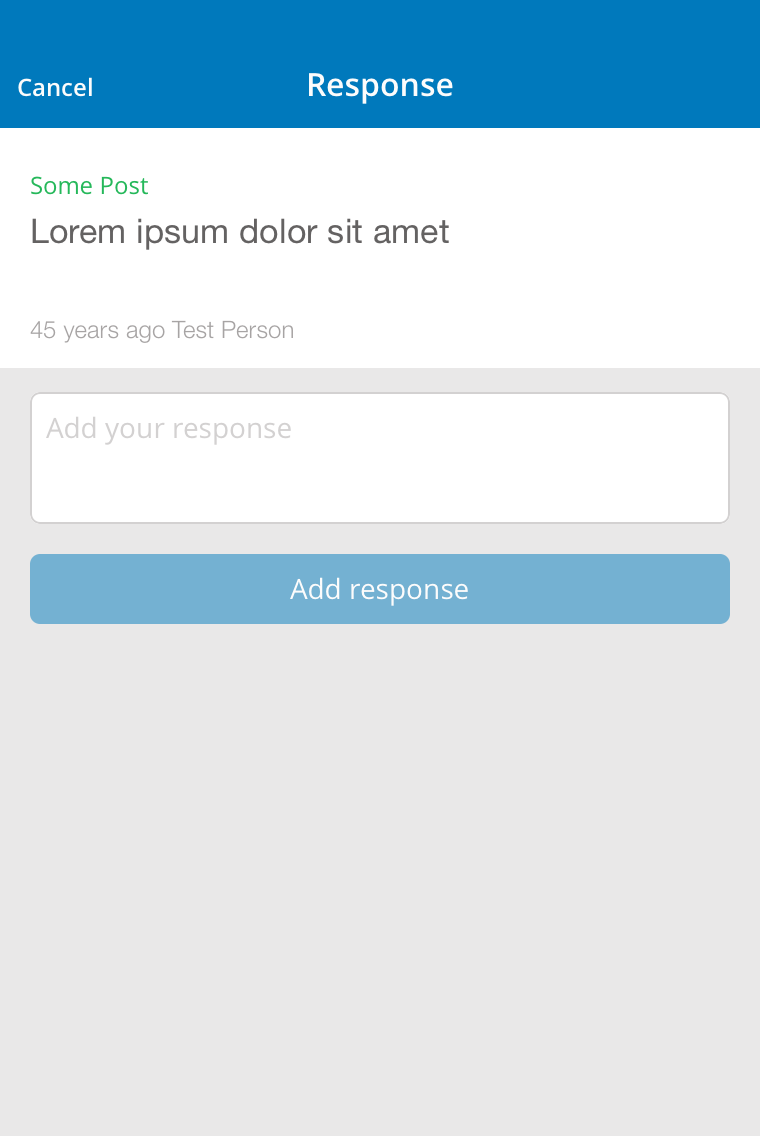 Cancel
Response
Some Post
Lorem ipsum dolor sit amet
45 years ago Test Person
Add your response
Add response